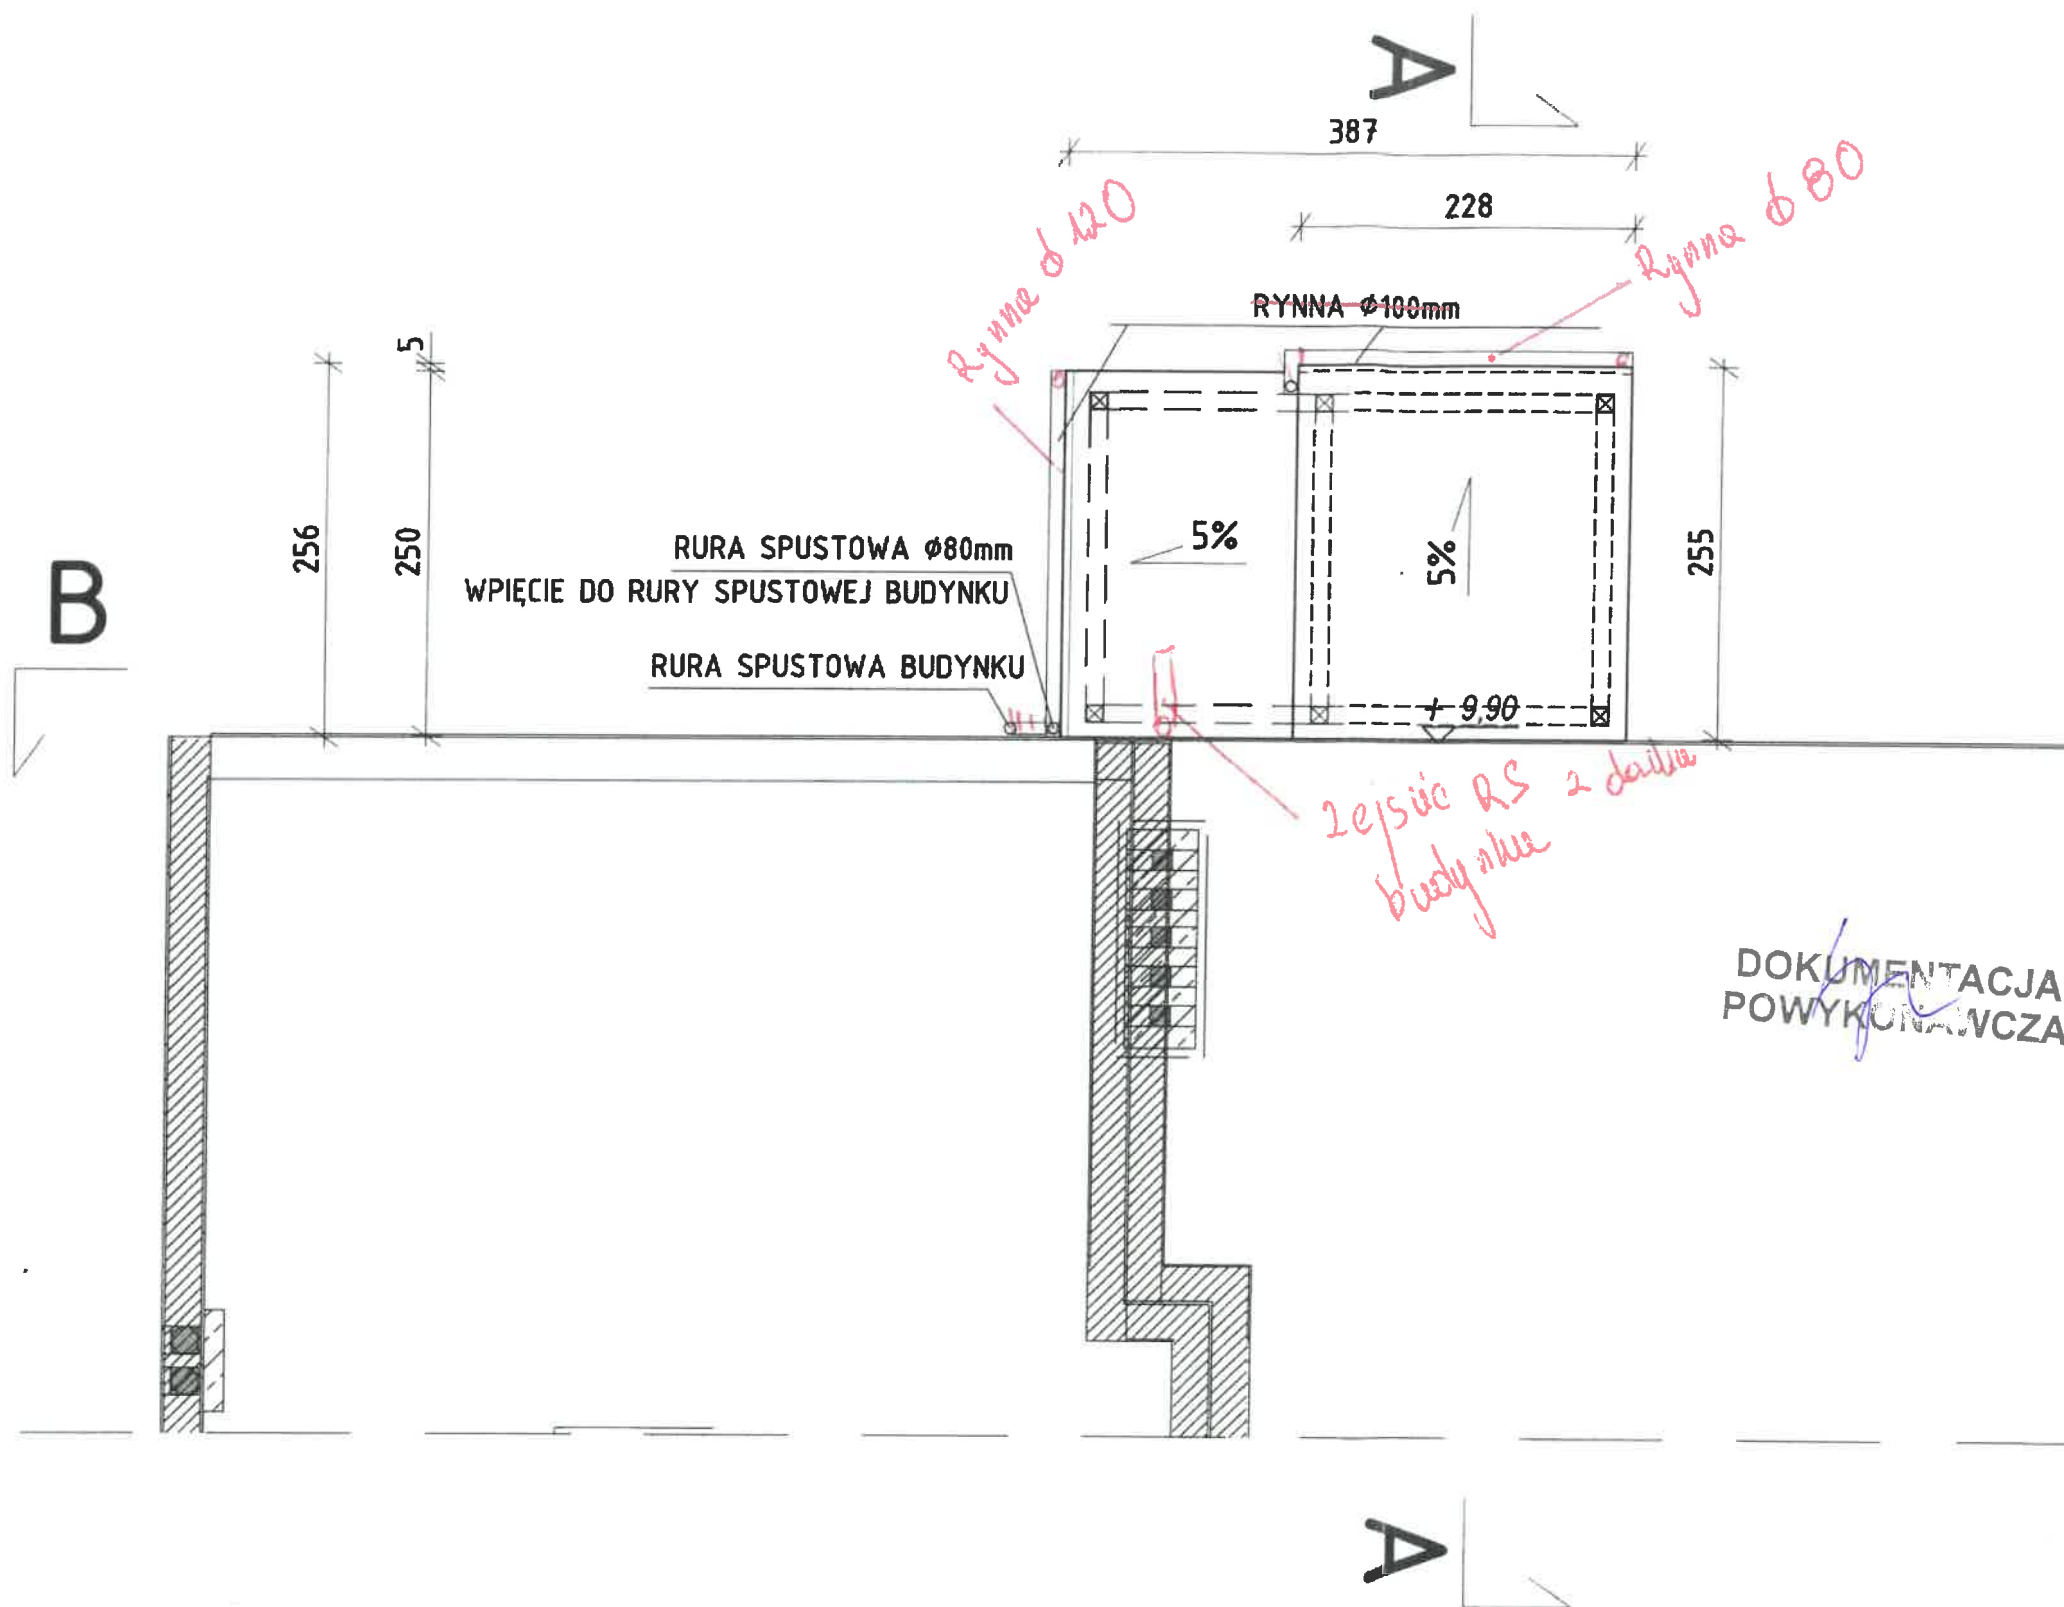 A
387
228
Rynna ϕ 120
Rynna ϕ 80
RYNNA ϕ100mm
5
256
250
255
5%
5%
B
RURA SPUSTOWA ϕ80mm
WPIĘCIE DO RURY SPUSTOWEJ BUDYNKU
RURA SPUSTOWA BUDYNKU
+ 9,90
RS z
budynku
DOKUMENTACJA
POWYKONAWCZA
A